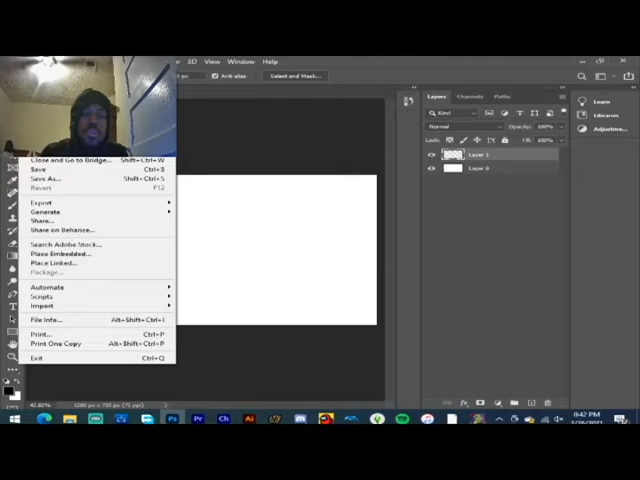 3D View Window Help
Anti-alias Select and Mask...
Close and Go to Bridge... Shift+Ctrl+W
Save Ctrl+S
Save As... Shift+Ctrl+S
Revert F12
Export
Generate
Share...
Share on Behance...
Search Adobe Stock...
Place Embedded...
Place Linked...
Package...
Automate
Scripts
Import
File Info... Alt+Shift+Ctrl+I
Print... Ctrl+P
Print One Copy Alt+Shift+Ctrl+P
Exit Ctrl+Q
Layers Channels Paths
Kind
Normal Opacity: 100%
Lock: Fill: 100%
Layer 1
Layer 0
Learn
Libraries
Adjustme...
8:42 PM